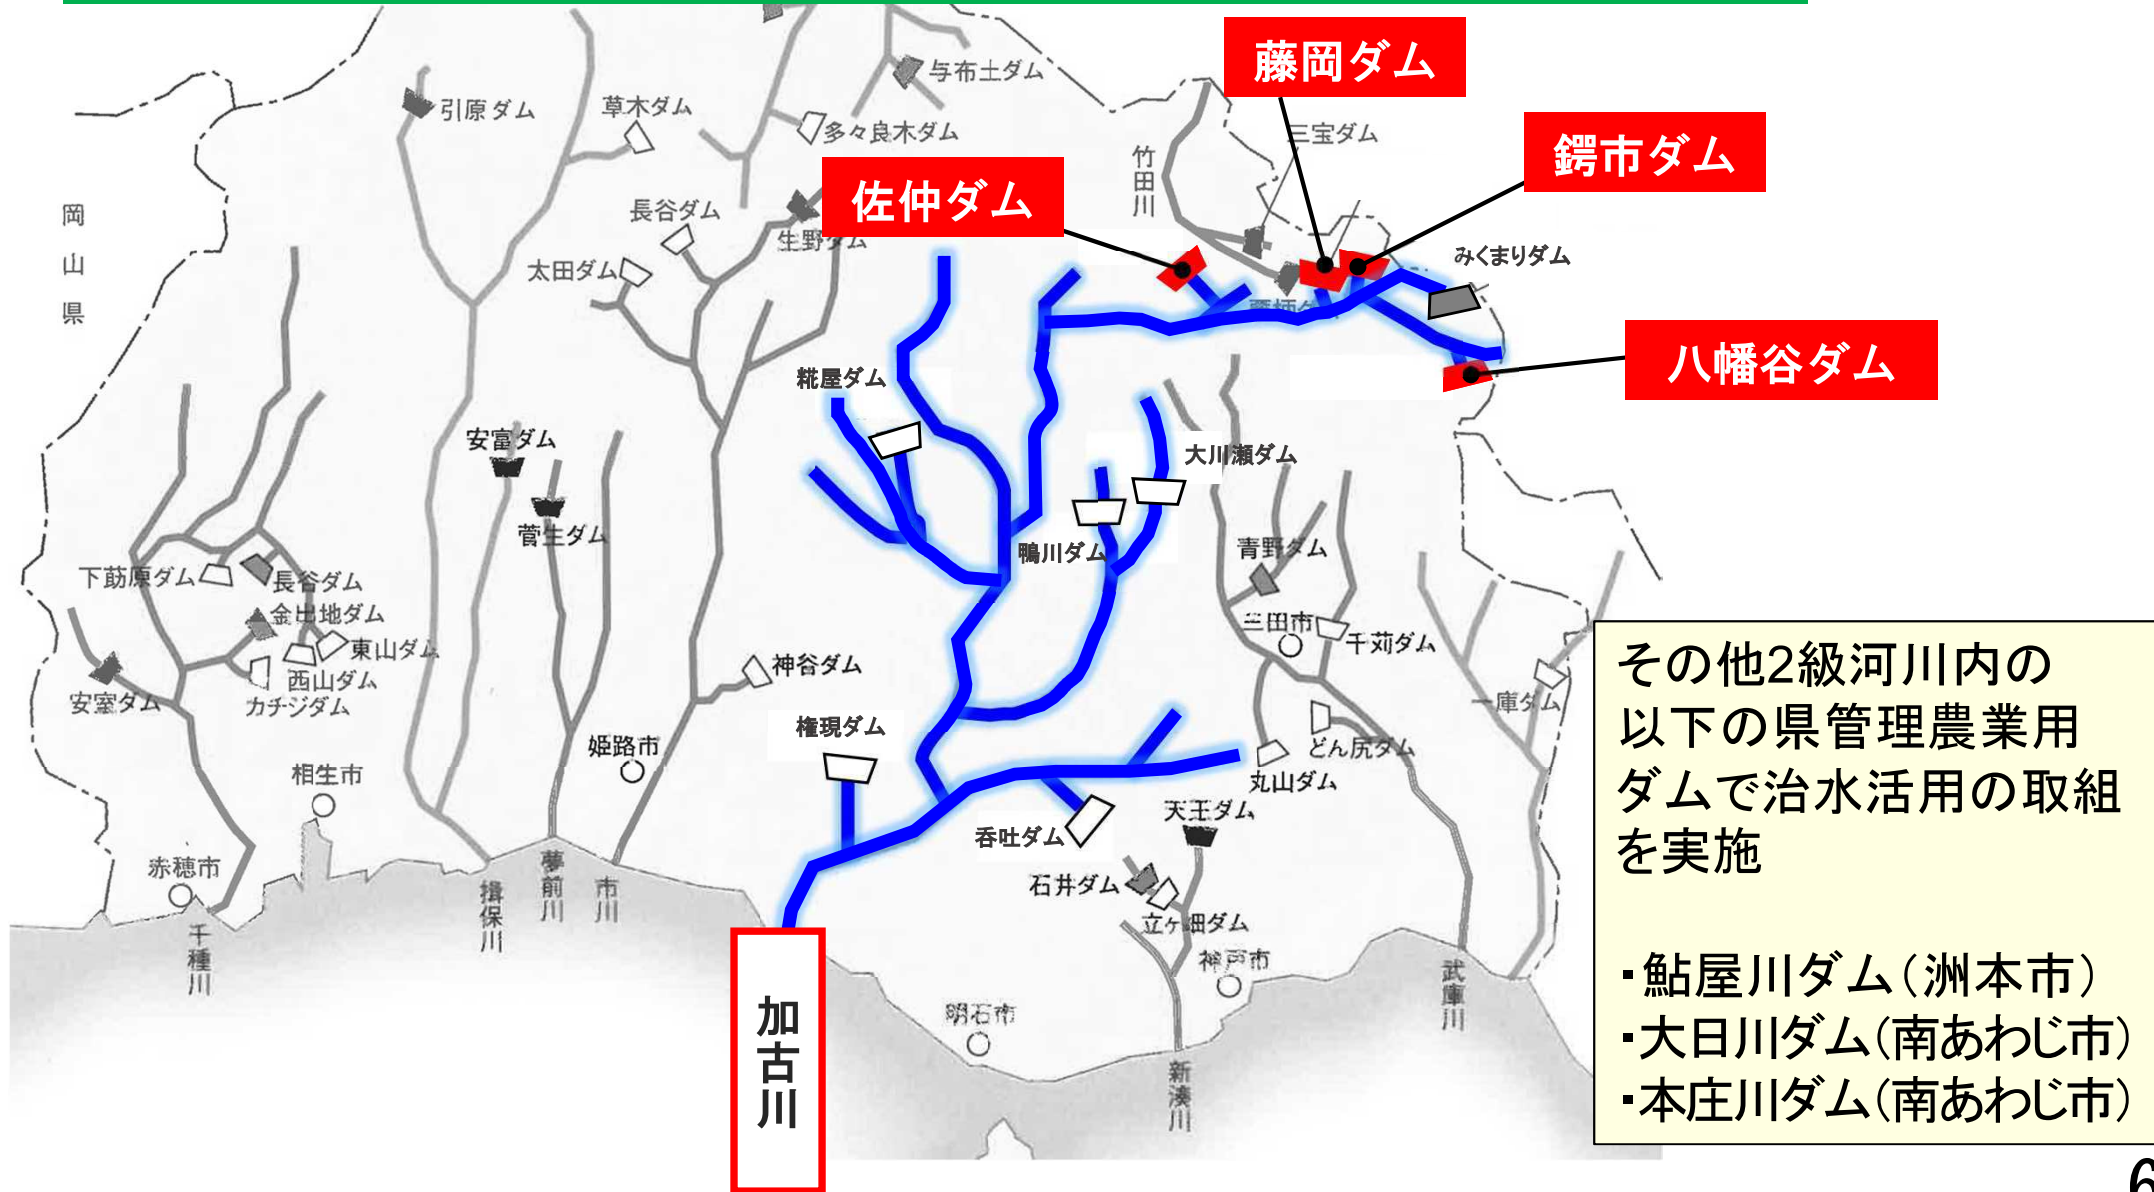 藤岡ダム
与布土ダム
引原ダム
草木ダム
多々良木ダム
三宝ダム
鍔市ダム
竹田川
佐仲ダム
岡山県
長谷ダム
生野ダム
みくまりダム
太田ダム
八幡谷ダム
糀屋ダム
安富ダム
大川瀬ダム
菅生ダム
鴨川ダム
青野ダム
下莇原ダム
長谷ダム
金出地ダム
三田市
千苅ダム
東山ダム
西山ダム
神谷ダム
安室ダム
カチジダム
一庫ダム
権現ダム
姫路市
どん尻ダム
相生市
丸山ダム
天王ダム
呑吐ダム
赤穂市
石井ダム
立ヶ畑ダム
千種川
揖保川
夢前川
市川
神戸市
武庫川
明石市
新湊川
加古川
その他2級河川内の
以下の県管理農業用
ダムで治水活用の取組
を実施
・鮎屋川ダム(洲本市)
・大日川ダム(南あわじ市)
・本庄川ダム(南あわじ市)
6